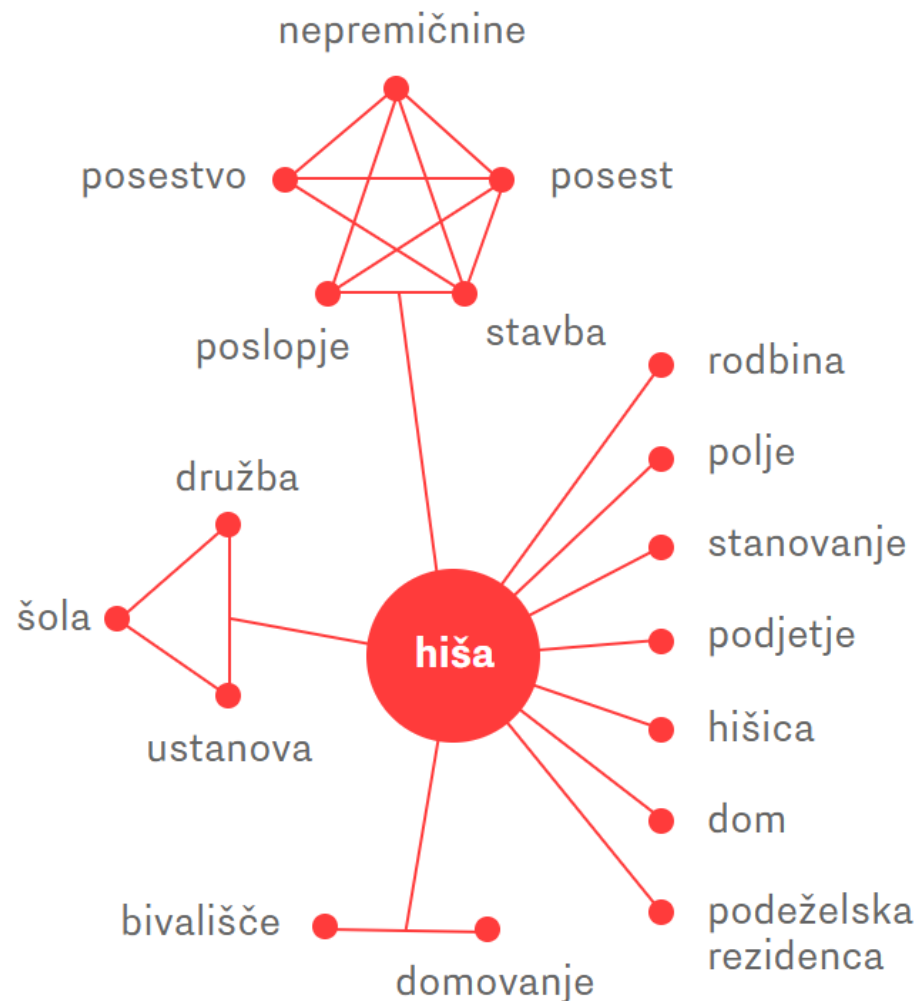 nepremičnine
posestvo
posest
poslopje
stavba
rodbina
polje
družba
stanovanje
šola
hiša
podjetje
ustanova
hišica
dom
bivališče
domovanje
podeželska
rezidenca